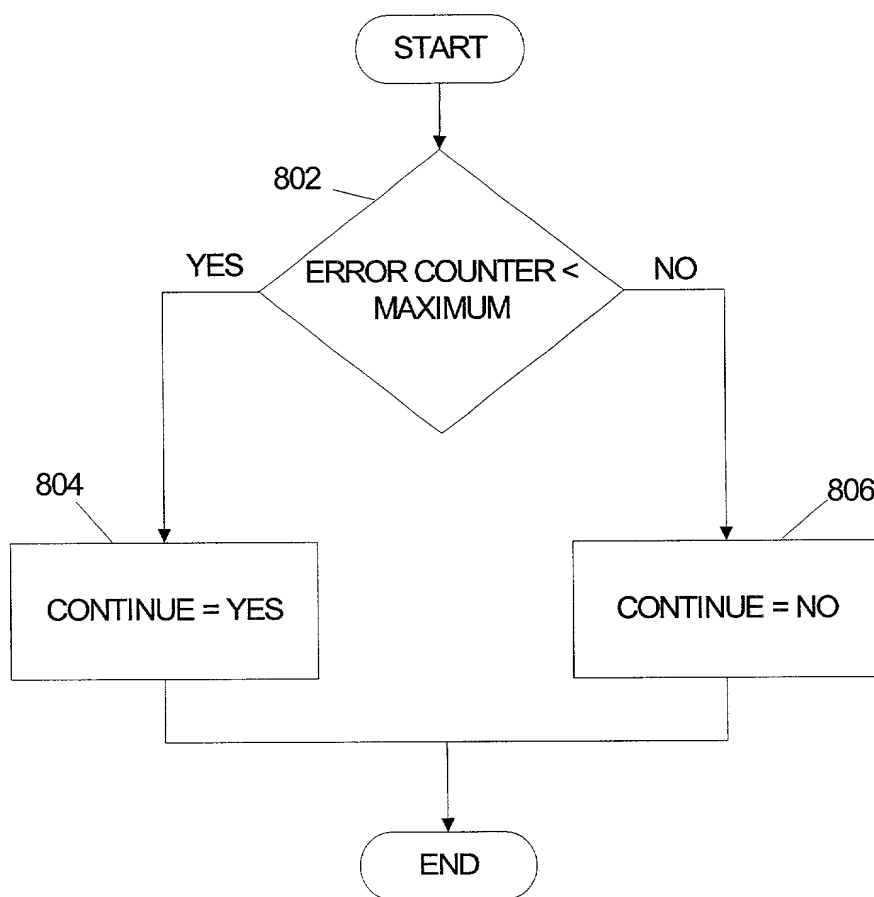 START
802
YES
ERROR COUNTER <
MAXIMUM
NO
804
806
CONTINUE = YES
CONTINUE = NO
END